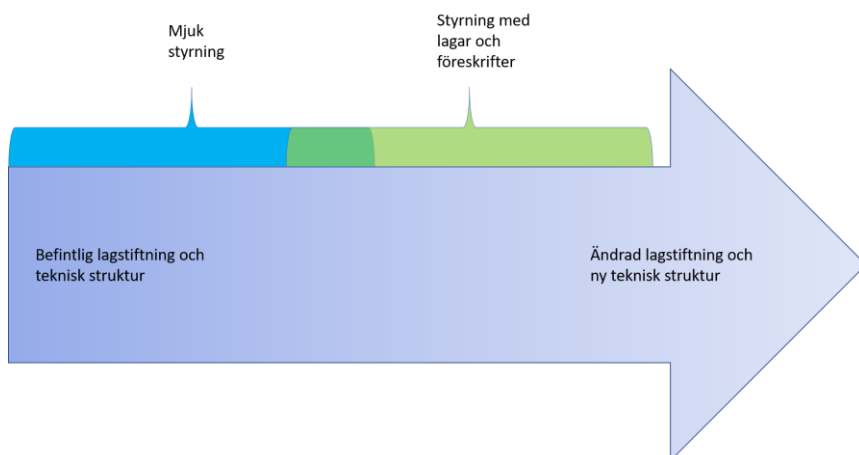 Mjuk
styrning
Styrning med
lagar och
föreskrifter
Befintlig lagstiftning och
teknisk struktur
Ändrad lagstiftning och
ny teknisk struktur